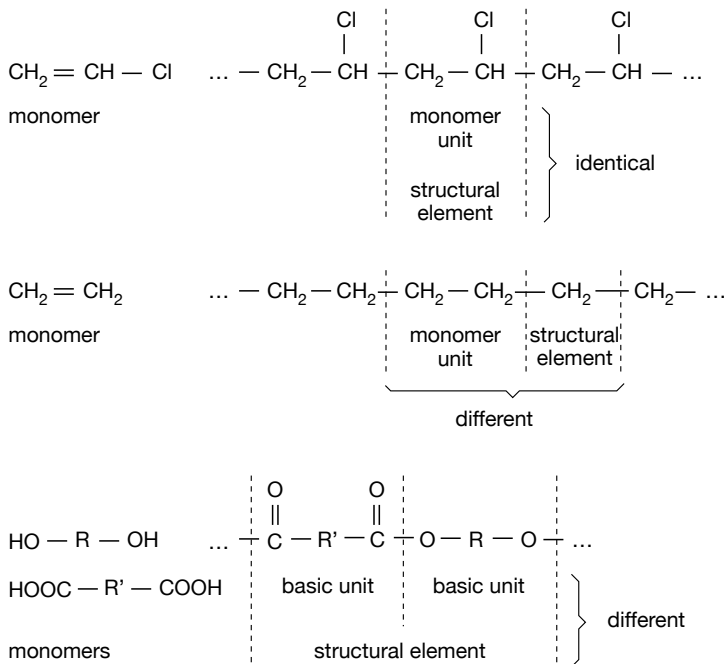 Cl Cl Cl
CH₂ = CH — Cl ... — CH₂ — CH — CH₂ — CH — CH₂ — CH — ...
monomer
monomer
unit
identical
structural
element
CH₂ = CH₂ ... — CH₂ — CH₂ — CH₂ — CH₂ — CH₂ — CH₂ — ...
monomer
monomer
unit
structural
element
different
O O
HO — R — OH ... — C — R’ — C — O — R — O — ...
HOOC — R’ — COOH
basic unit basic unit
different
monomers structural element